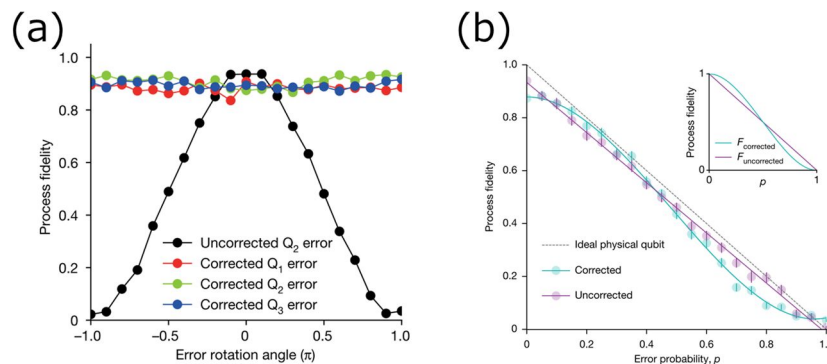 (a)
1.0
0.8
0.6
0.4
0.2
0
Process fidelity
Uncorrected Q2 error
Corrected Q1 error
Corrected Q2 error
Corrected Q3 error
-1.0 -0.5 0 0.5 1.0
Error rotation angle (π)
(b)
1.0
0.8
0.6
0.4
0.2
0
Process fidelity
Ideal physical qubit
Corrected
Uncorrected
0 0.2 0.4 0.6 0.8 1.0
Error probability, p
1
0
Process fidelity
Fcorrected
Funcorrected
0 p 1